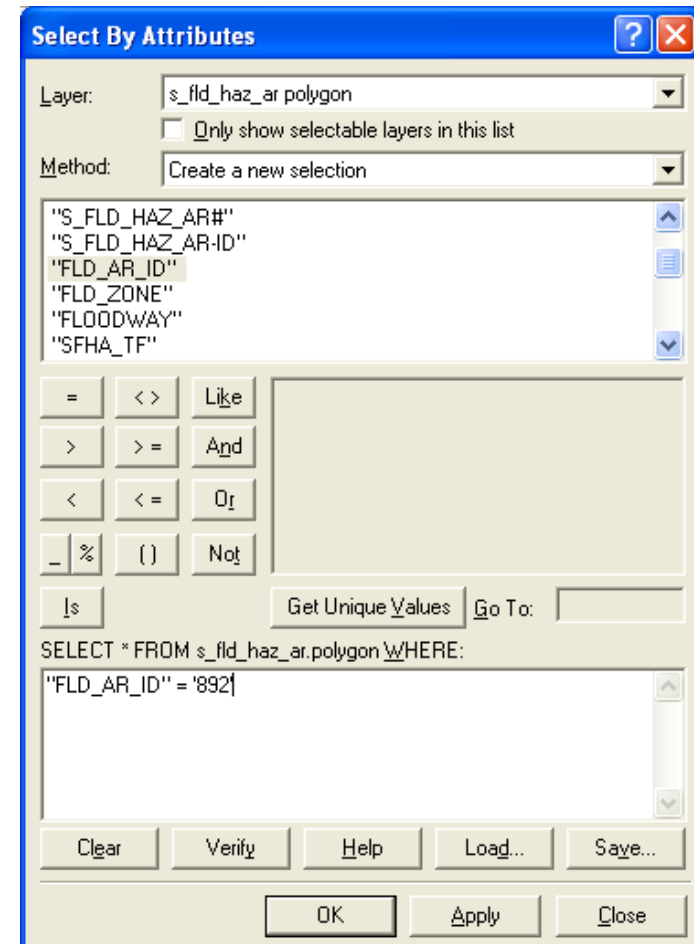 Select By Attributes
Layer: s_fld_haz_ar polygon
Only show selectable layers in this list
Method: Create a new selection
"S_FLD_HAZ_AR#"
"S_FLD_HAZ_AR-ID"
"FLD_AR_ID"
"FLD_ZONE"
"FLOODWAY"
"SFHA_TF"
= < > Like
> > = And
< < = Or
_ % ( ) Not
Is Get Unique Values Go To:
SELECT * FROM s_fld_haz_ar.polygon WHERE:
"FLD_AR_ID" = '892'
Clear Verify Help Load... Save...
OK Apply Close